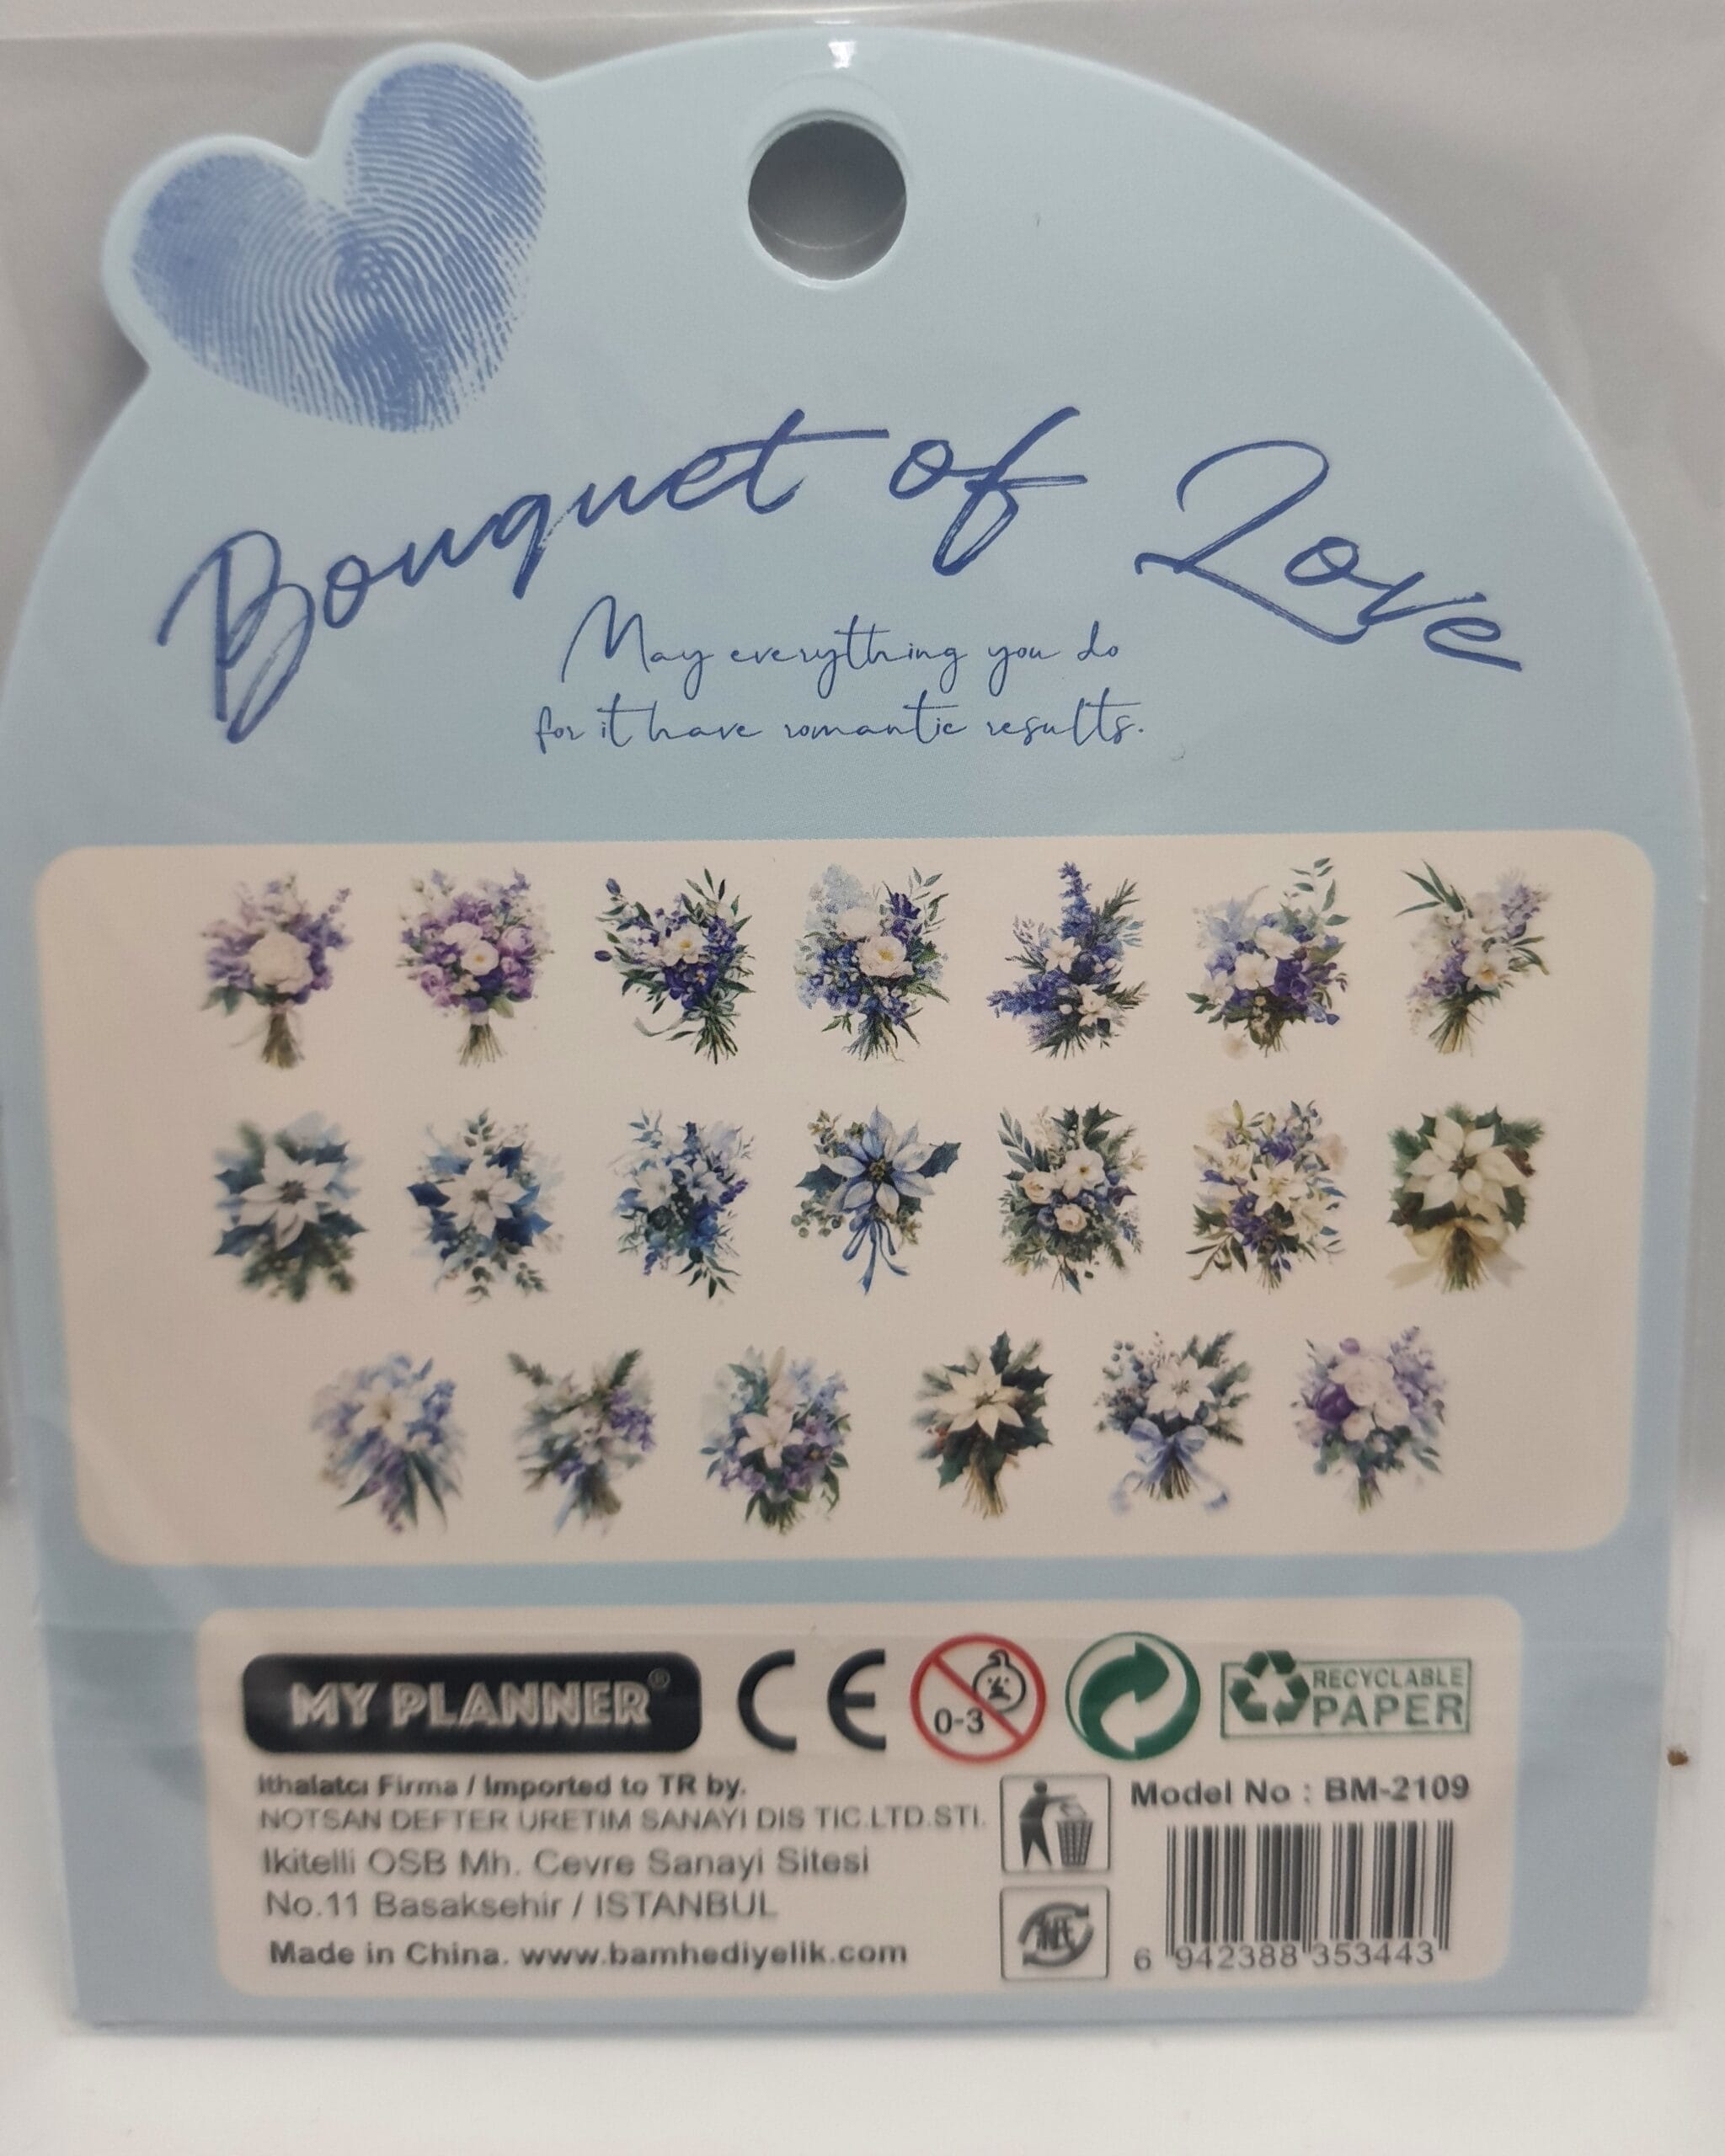 Bouquet of Love
May everything you do
for it have romantic results.
MY PLANNER®
CE
0-3
RECYCLABLE
PAPER
Ithalatcı Firma / Imported to TR by.
NOTSAN DEFTER URETIM SANAYI DIS TIC.LTD.STI.
Ikitelli OSB Mh. Cevre Sanayi Sitesi
No.11 Basaksehir / ISTANBUL
Made in China. www.bamhediyelik.com
Model No : BM-2109
6 942388 353443